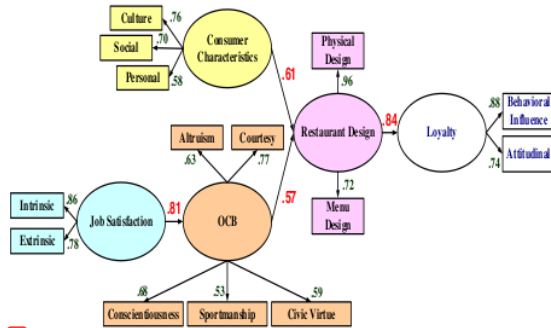 Culture
.76
Social
.70
Personal
.58
Consumer
Characteristics
.61
Physical
Design
.96
Restaurant Design
.84
Loyalty
.88
Behavioral
Influence
.74
Attitudinal
Altruism
.63
Courtesy
.77
.57
.72
Menu
Design
Intrinsic
.86
Extrinsic
.78
Job Satisfaction
.81
OCB
.68
.53
.59
Conscientiousness
Sportmanship
Civic Virtue